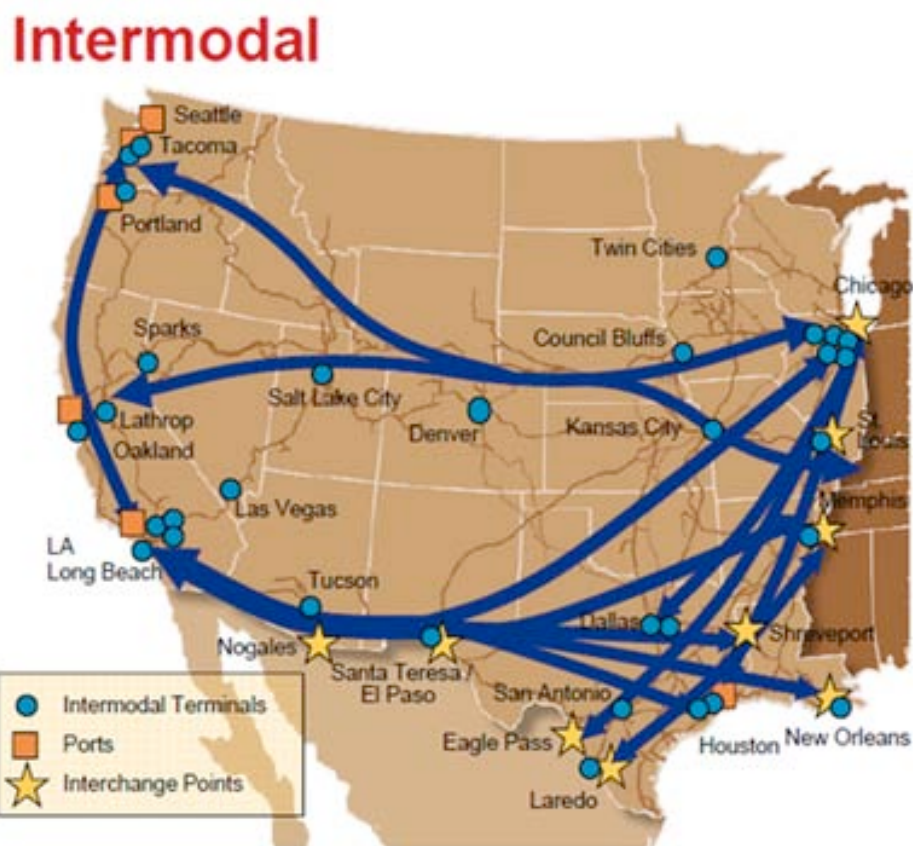 Intermodal
Seattle
Tacoma
Portland
Twin Cities
Chicago
Sparks
Council Bluffs
Salt Lake City
Lathrop
Denver
Kansas City
St.
Louis
Oakland
Las Vegas
Memphis
LA
Long Beach
Tucson
Dallas
Shreveport
Nogales
Santa Teresa /
El Paso
San Antonio
Eagle Pass
Houston
New Orleans
Laredo
Intermodal Terminals
Ports
Interchange Points